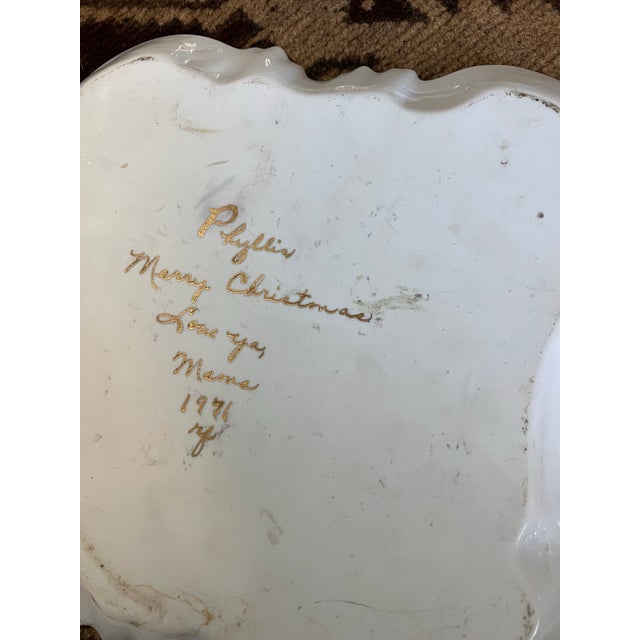 Phyllis
Merry Christmas
Love ya,
Mama
1971